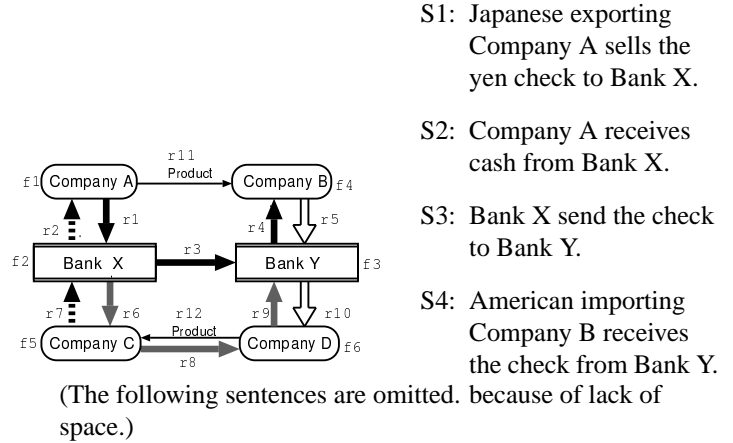 S1: Japanese exporting
Company A sells the
yen check to Bank X.
S2: Company A receives
cash from Bank X.
S3: Bank X send the check
to Bank Y.
S4: American importing
Company B receives
the check from Bank Y.
r11
Product
f1 Company A Company B f4
r2 r1 r4 r5
r3
f2 Bank X Bank Y f3
r7 r6 r12 r9 r10
Product
f5 Company C Company D f6
r8
(The following sentences are omitted. because of lack of
space.)